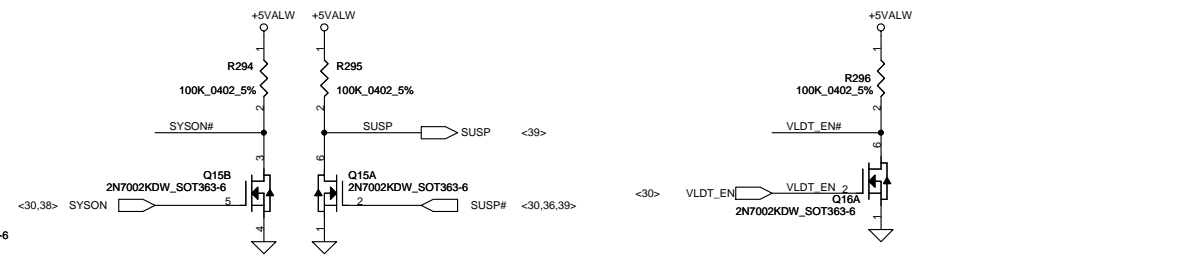 +5VALW
+5VALW
+5VALW
1
1
1
R294
R295
R296
100K_0402_5%
100K_0402_5%
100K_0402_5%
2
2
2
SYSON#
SUSP
SUSP
<39>
VLDT_EN#
3
6
6
Q15B
2N7002KDW_SOT363-6
Q15A
2N7002KDW_SOT363-6
<30,38>
SYSON
5
2
SUSP#
<30,36,39>
<30>
VLDT_EN
VLDT_EN
2
Q16A
2N7002KDW_SOT363-6
4
1
1
-6